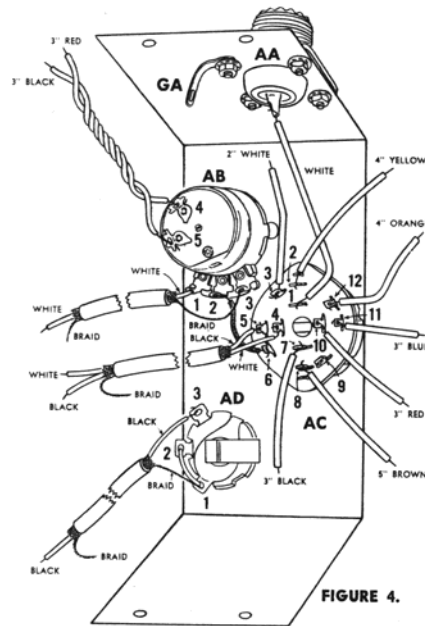 3" RED
3" BLACK
GA
AA
AB
2" WHITE
WHITE
4" YELLOW
4" ORANGE
4
5
3
2
1
12
11
WHITE
1
2
3
BRAID
BRAID
BLACK
WHITE
5
4
7
10
6
8
9
3" BLUE
WHITE
BLACK
BRAID
AD
AC
3" RED
3
BLACK
2
BRAID
1
3" BLACK
5" BROWN
BRAID
BLACK
FIGURE 4.